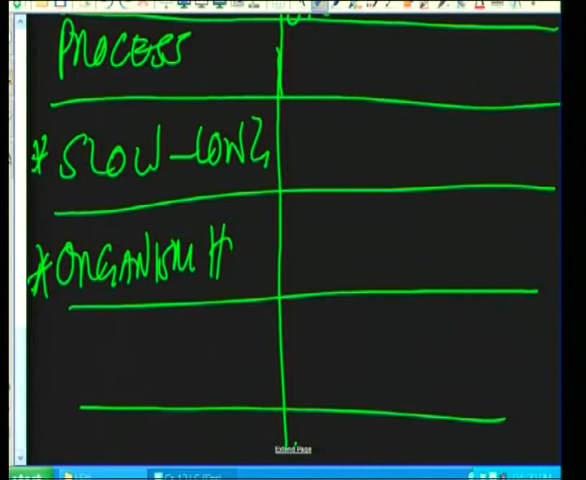 PROCESS
* SLOW - LONG
* ORGANISM #
Extend Page